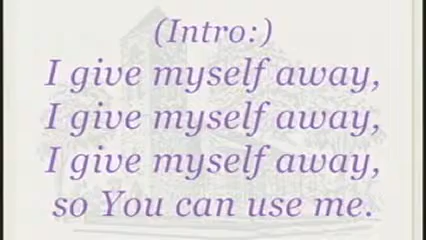 (Intro:)
I give myself away,
I give myself away,
I give myself away,
so You can use me.